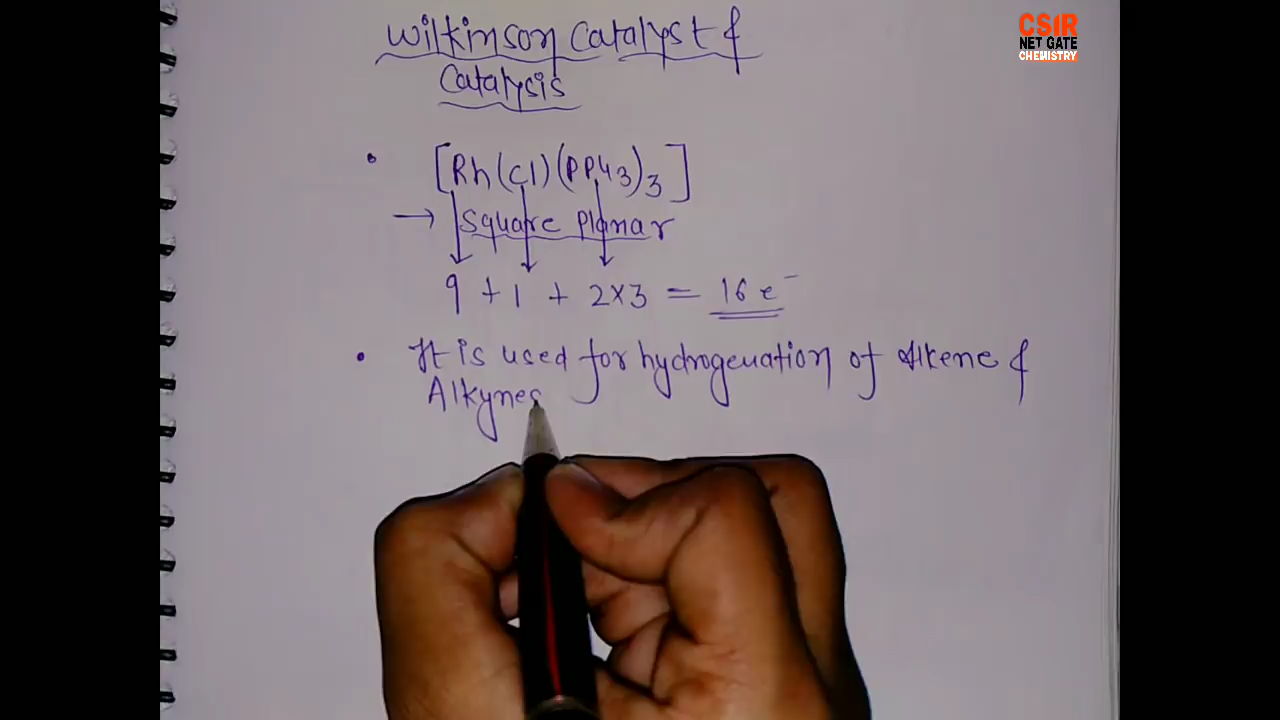 Wilkinson Catalyst &
Catalysis
CSIR
NET GATE
CHEMISTRY
• [Rh(Cl)(PPh3)3]
→ Square Planar
9 + 1 + 2×3 = 16 e⁻
• It is used for hydrogenation of Alkene &
Alkynes